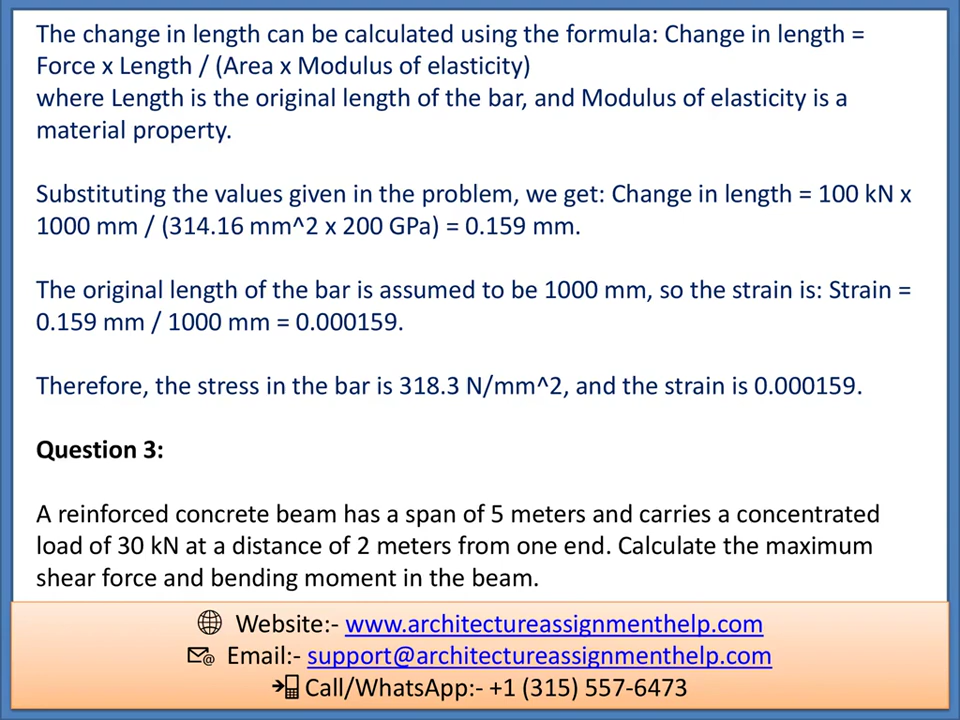 The change in length can be calculated using the formula: Change in length =
Force x Length / (Area x Modulus of elasticity)
where Length is the original length of the bar, and Modulus of elasticity is a
material property.
Substituting the values given in the problem, we get: Change in length = 100 kN x
1000 mm / (314.16 mm^2 x 200 GPa) = 0.159 mm.
The original length of the bar is assumed to be 1000 mm, so the strain is: Strain =
0.159 mm / 1000 mm = 0.000159.
Therefore, the stress in the bar is 318.3 N/mm^2, and the strain is 0.000159.
Question 3:
A reinforced concrete beam has a span of 5 meters and carries a concentrated
load of 30 kN at a distance of 2 meters from one end. Calculate the maximum
shear force and bending moment in the beam.
Website:- www.architectureassignmenthelp.com
Email:- support@architectureassignmenthelp.com
Call/WhatsApp:- +1 (315) 557-6473